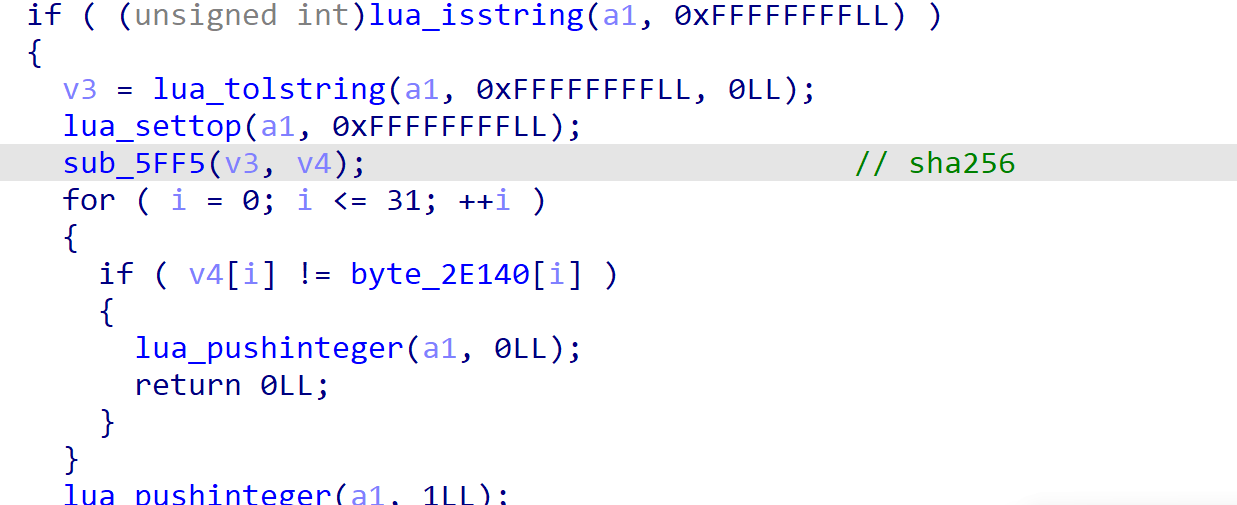 if ( (unsigned int)lua_isstring(a1, 0xFFFFFFFFLL) )
{
v3 = lua_tolstring(a1, 0xFFFFFFFFLL, 0LL);
lua_settop(a1, 0xFFFFFFFFLL);
sub_5FF5(v3, v4); // sha256
for ( i = 0; i <= 31; ++i )
{
if ( v4[i] != byte_2E140[i] )
{
lua_pushinteger(a1, 0LL);
return 0LL;
}
}
lua_pushinteger(a1, 1LL);